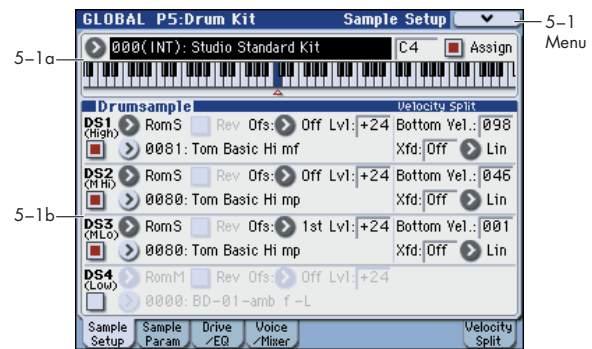 GLOBAL P5:Drum Kit Sample Setup
5–1
Menu
5–1a
000(INT): Studio Standard Kit C4 Assign
Drumsample Velocity Split
DS1 RomS Rev Ofs: Off Lvl: +24 Bottom Vel.: 098
(High) 0081: Tom Basic Hi mf Xfd: Off Lin
DS2 RomS Rev Ofs: Off Lvl: +24 Bottom Vel.: 046
(M Hi) 0080: Tom Basic Hi mp Xfd: Off Lin
5–1b
DS3 RomS Rev Ofs: 1st Lvl: +24 Bottom Vel.: 001
(MLo) 0080: Tom Basic Hi mp Xfd: Off Lin
DS4 RomM Rev Ofs: Off Lvl: +24
(Low) 0000: BD-01-amb f -L
Sample Sample Drive Voice Velocity
Setup Param /EQ /Mixer Split